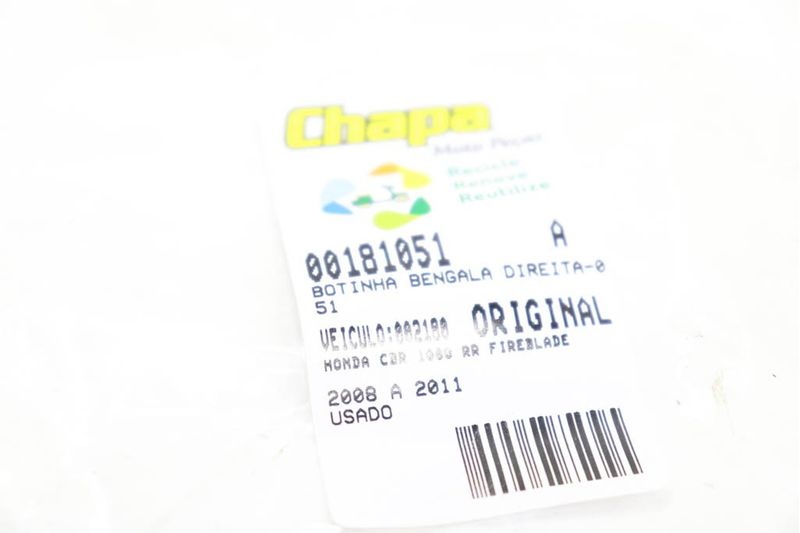 Chapa
Moto Peças
Recicle
Renove
Reutilize
00181051 A
BOTINHA BENGALA DIREITA-0
51
VEICULO:002180 ORIGINAL
HONDA CBR 1000 RR FIREBLADE
2008 A 2011
USADO